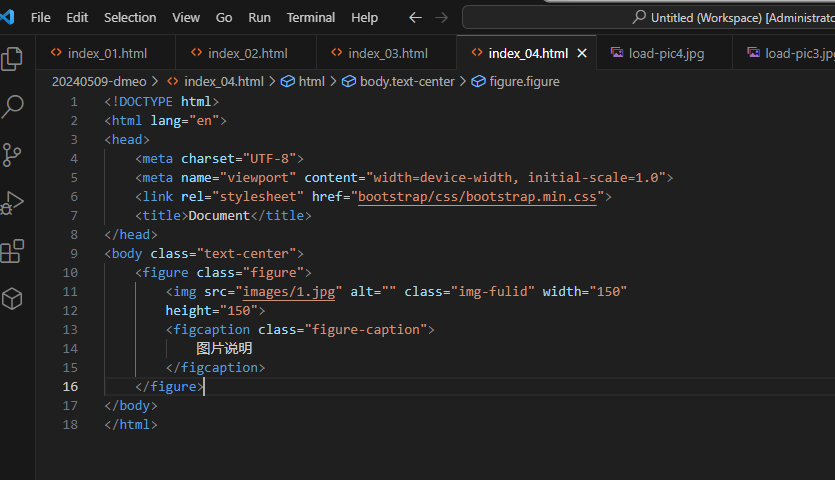 File Edit Selection View Go Run Terminal Help Untitled (Workspace) [Administrato
index_01.html index_02.html index_03.html index_04.html load-pic4.jpg load-pic3.jp
20240509-dmeo > index_04.html > html > body.text-center > figure.figure
1 <!DOCTYPE html>
2 <html lang="en">
3 <head>
4 <meta charset="UTF-8">
5 <meta name="viewport" content="width=device-width, initial-scale=1.0">
6 <link rel="stylesheet" href="bootstrap/css/bootstrap.min.css">
7 <title>Document</title>
8 </head>
9 <body class="text-center">
10 <figure class="figure">
11 <img src="images/1.jpg" alt="" class="img-fulid" width="150"
12 height="150">
13 <figcaption class="figure-caption">
14 图片说明
15 </figcaption>
16 </figure>
17 </body>
18 </html>